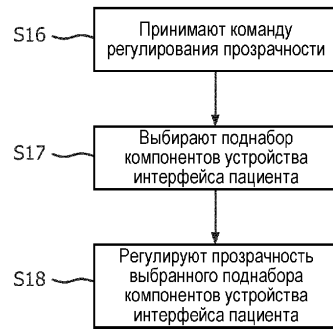 S16
Принимают команду
регулирования прозрачности
S17
Выбирают поднабор
компонентов устройства
интерфейса пациента
S18
Регулируют прозрачность
выбранного поднабора
компонентов устройства
интерфейса пациента